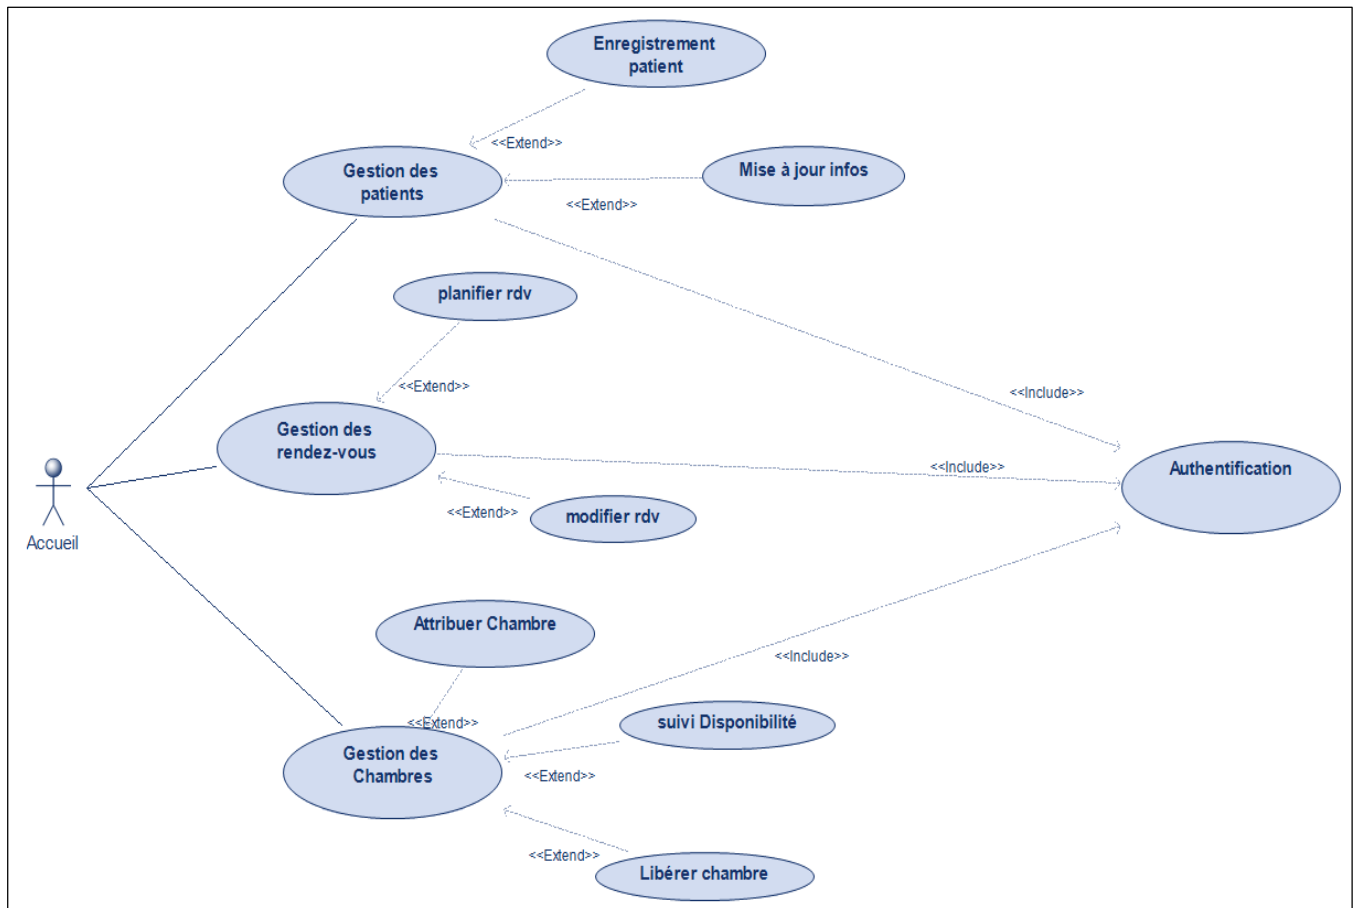 Enregistrement
patient
<<Extend>>
Gestion des
patients
Mise à jour infos
<<Extend>>
planifier rdv
<<Extend>>
<<Include>>
Gestion des
rendez-vous
<<Include>>
Authentification
<<Extend>>
modifier rdv
Accueil
Attribuer Chambre
<<Include>>
<<Extend>>
suivi Disponibilité
Gestion des
Chambres
<<Extend>>
<<Extend>>
Libérer chambre